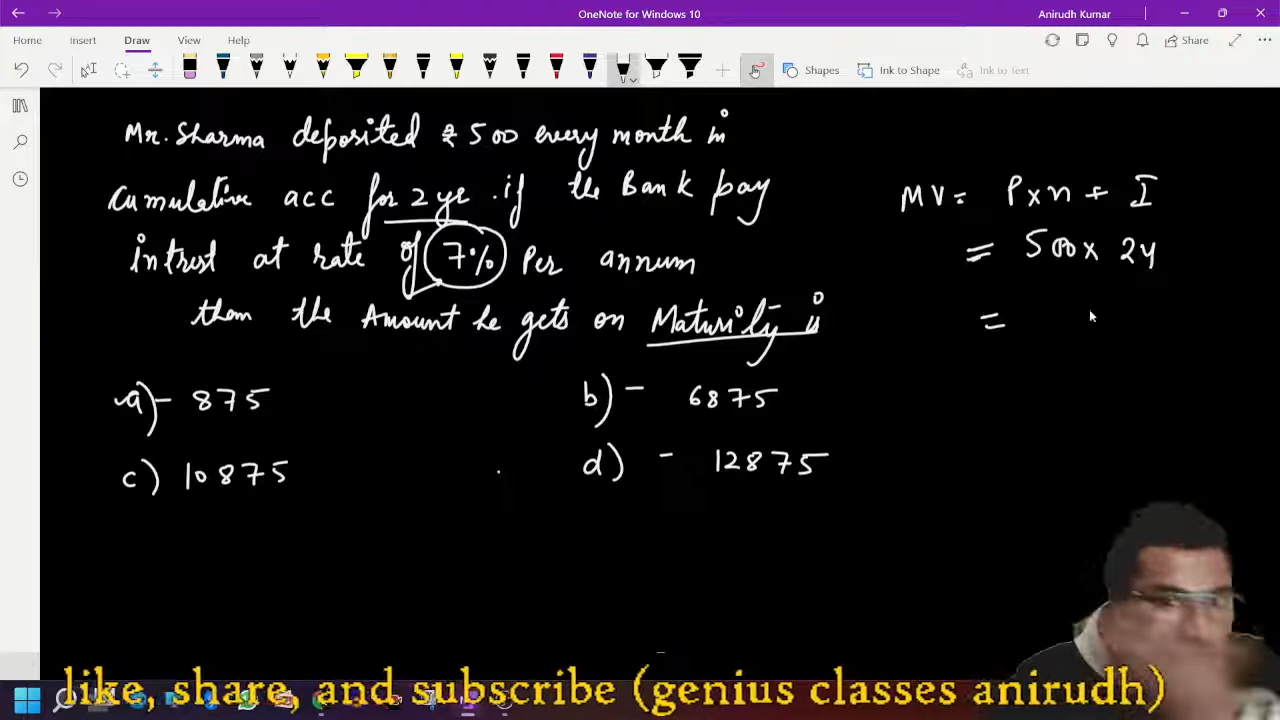 OneNote for Windows 10
Anirudh Kumar
Home Insert Draw View Help
Share
Shapes Ink to Shape Ink to Text
Mr. Sharma deposited ₹ 500 every month in
cumulative acc for 2 ye . if the Bank pay
intrest at rate of 7% Per annum
then the Amount he gets on Maturity is
a) - 875
b) - 6875
c) 10875
d) - 12875
MV = P x n + I
= 500 x 24
=
like, share, and subscribe (genius classes anirudh)